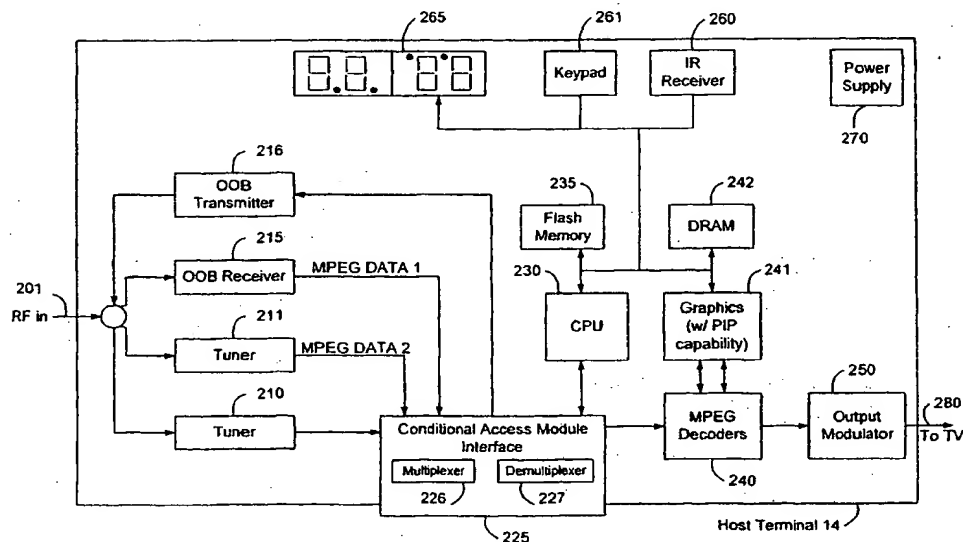 265
261
260
Keypad
IR
Receiver
Power
Supply
270
216
OOB
Transmitter
235
Flash
Memory
242
DRAM
215
OOB Receiver
MPEG DATA 1
230
CPU
241
Graphics
(w/ PIP
capability)
201
RF in
211
Tuner
MPEG DATA 2
210
Tuner
Conditional Access Module
Interface
Multiplexer
226
Demultiplexer
227
225
MPEG
Decoders
240
250
Output
Modulator
280
To TV
Host Terminal 14